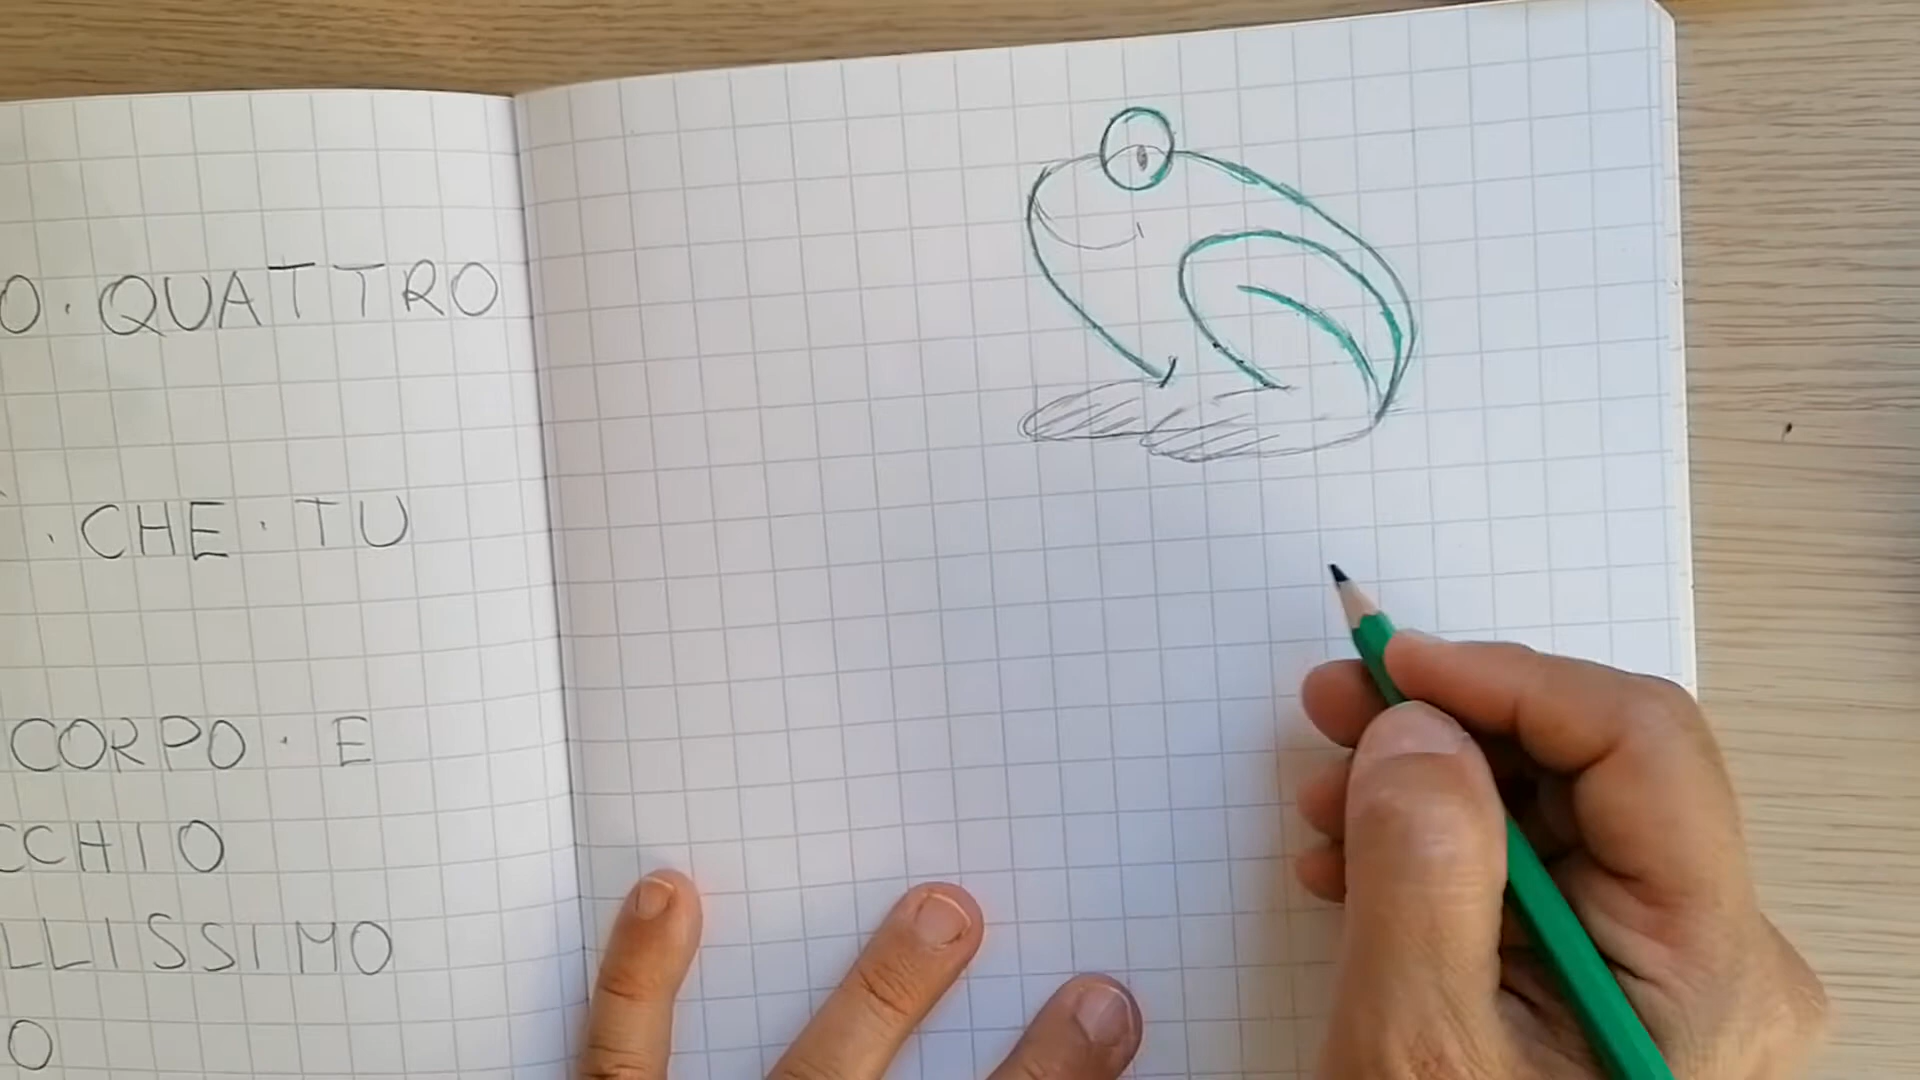 O · QUATTRO
· CHE · TU
CORPO · E
CCHIO
LLISSIMO
O